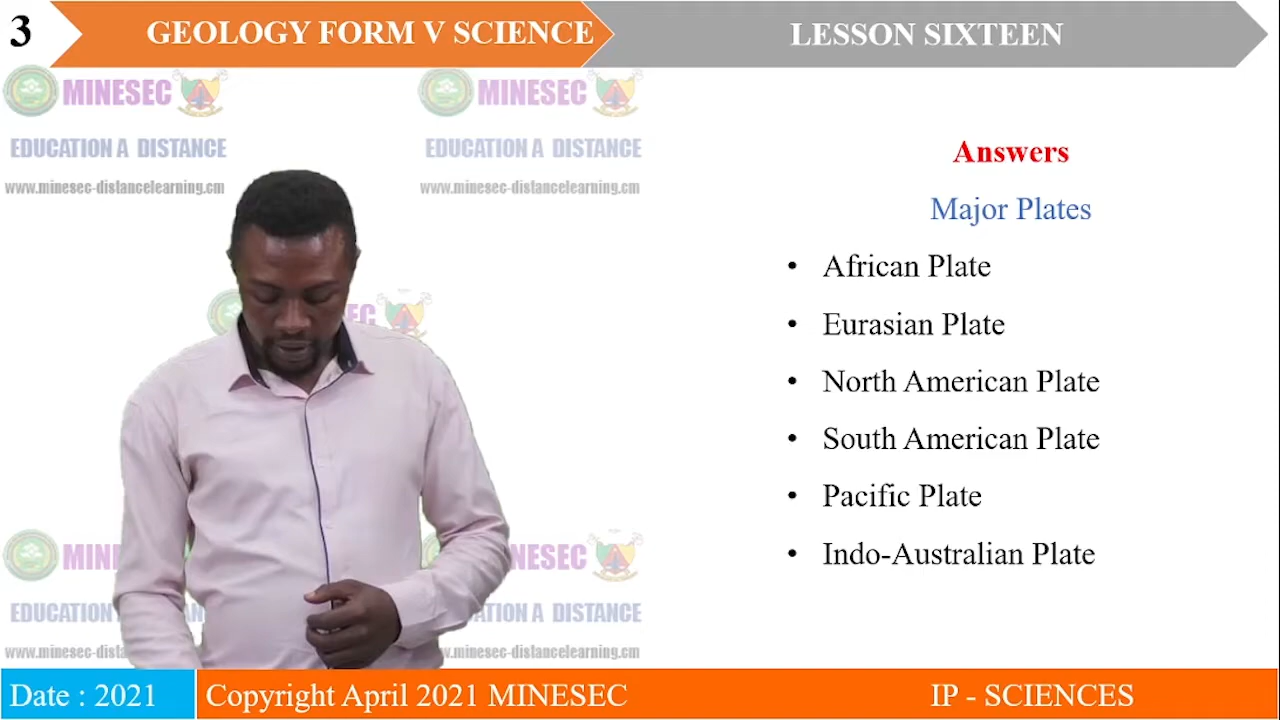 3
GEOLOGY FORM V SCIENCE
LESSON SIXTEEN
MINESEC
MINESEC
EDUCATION A DISTANCE
EDUCATION A DISTANCE
www.minesec-distancelearning.cm
www.minesec-distancelearning.cm
Answers
Major Plates
• African Plate
• Eurasian Plate
• North American Plate
• South American Plate
• Pacific Plate
• Indo-Australian Plate
Date : 2021
Copyright April 2021 MINESEC
IP - SCIENCES